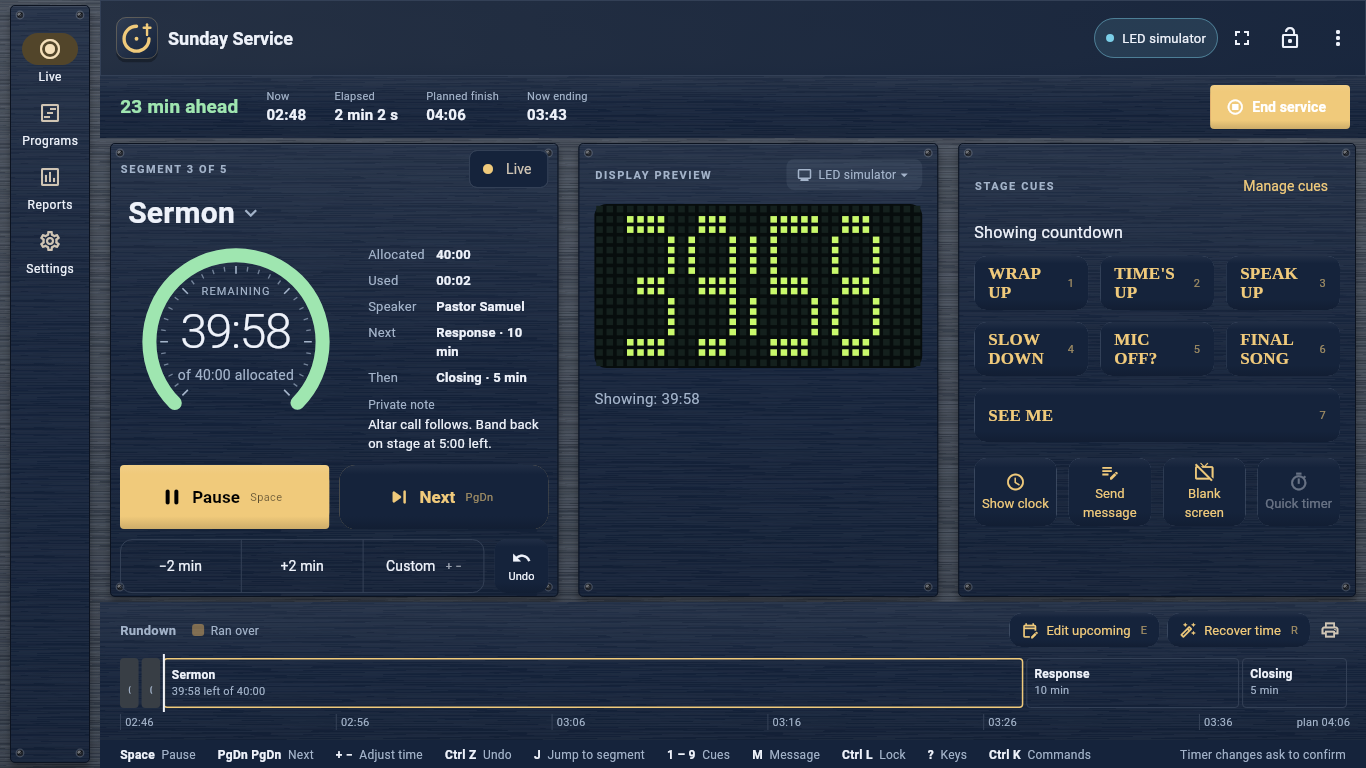 Sunday Service
LED simulator
Live
Programs
Reports
Settings
23 min ahead
Now
02:48
Elapsed
2 min 2 s
Planned finish
04:06
Now ending
03:43
End service
SEGMENT 3 OF 5
Live
Sermon
REMAINING
39:58
of 40:00 allocated
Allocated 40:00
Used 00:02
Speaker Pastor Samuel
Next Response · 10
min
Then Closing · 5 min
Private note
Altar call follows. Band back
on stage at 5:00 left.
Pause Space
Next PgDn
−2 min
+2 min
Custom + −
Undo
DISPLAY PREVIEW
LED simulator
39:58
Showing: 39:58
STAGE CUES
Manage cues
Showing countdown
WRAP
UP 1
TIME'S
UP 2
SPEAK
UP 3
SLOW
DOWN 4
MIC
OFF? 5
FINAL
SONG 6
SEE ME 7
Show clock
Send
message
Blank
screen
Quick timer
Rundown
Ran over
Edit upcoming E
Recover time R
Sermon
39:58 left of 40:00
Response
10 min
Closing
5 min
02:46 02:56 03:06 03:16 03:26 03:36 plan 04:06
Space Pause PgDn PgDn Next + − Adjust time Ctrl Z Undo J Jump to segment 1 – 9 Cues M Message Ctrl L Lock ? Keys Ctrl K Commands Timer changes ask to confirm